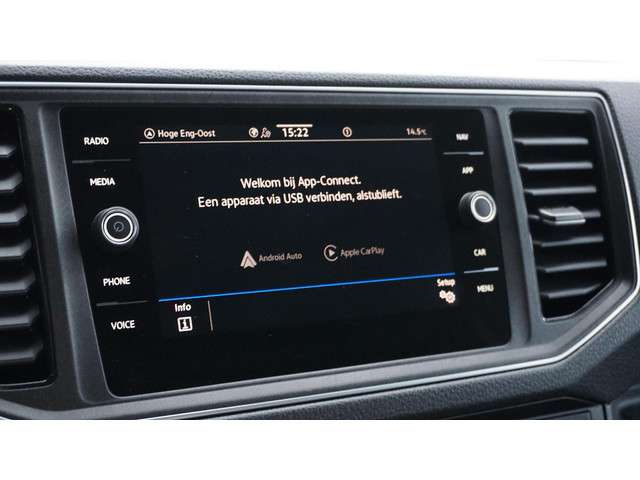 RADIO
MEDIA
PHONE
VOICE
Hoge Eng-Oost 15:22 14.5°C
Welkom bij App-Connect.
Een apparaat via USB verbinden, alstublieft.
Android Auto Apple CarPlay
Info Setup
NAV
APP
CAR
MENU